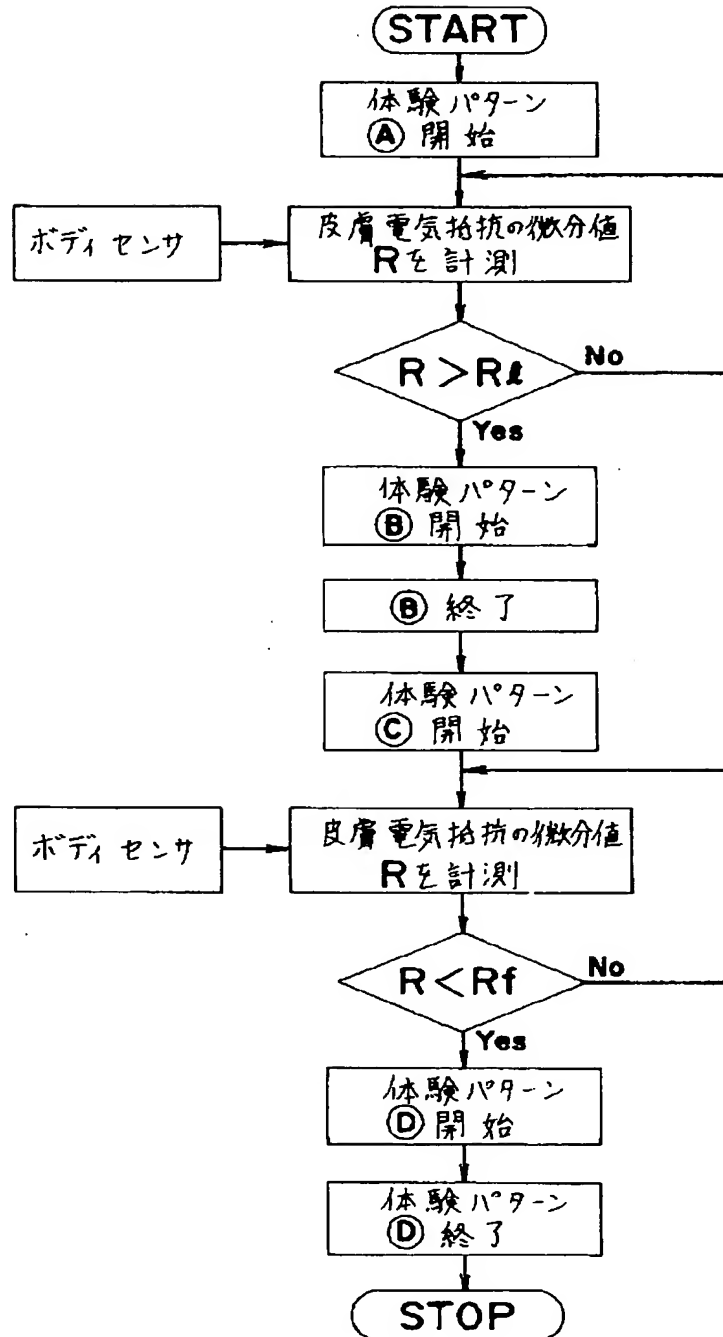 START
体験パターン
Ⓐ 開始
ボディセンサ
皮膚電気抵抗の微分値
Rを計測
R>Rℓ
No
Yes
体験パターン
Ⓑ 開始
Ⓑ 終了
体験パターン
Ⓒ 開始
ボディセンサ
皮膚電気抵抗の微分値
Rを計測
R<Rf
No
Yes
体験パターン
Ⓓ 開始
体験パターン
Ⓓ 終了
STOP